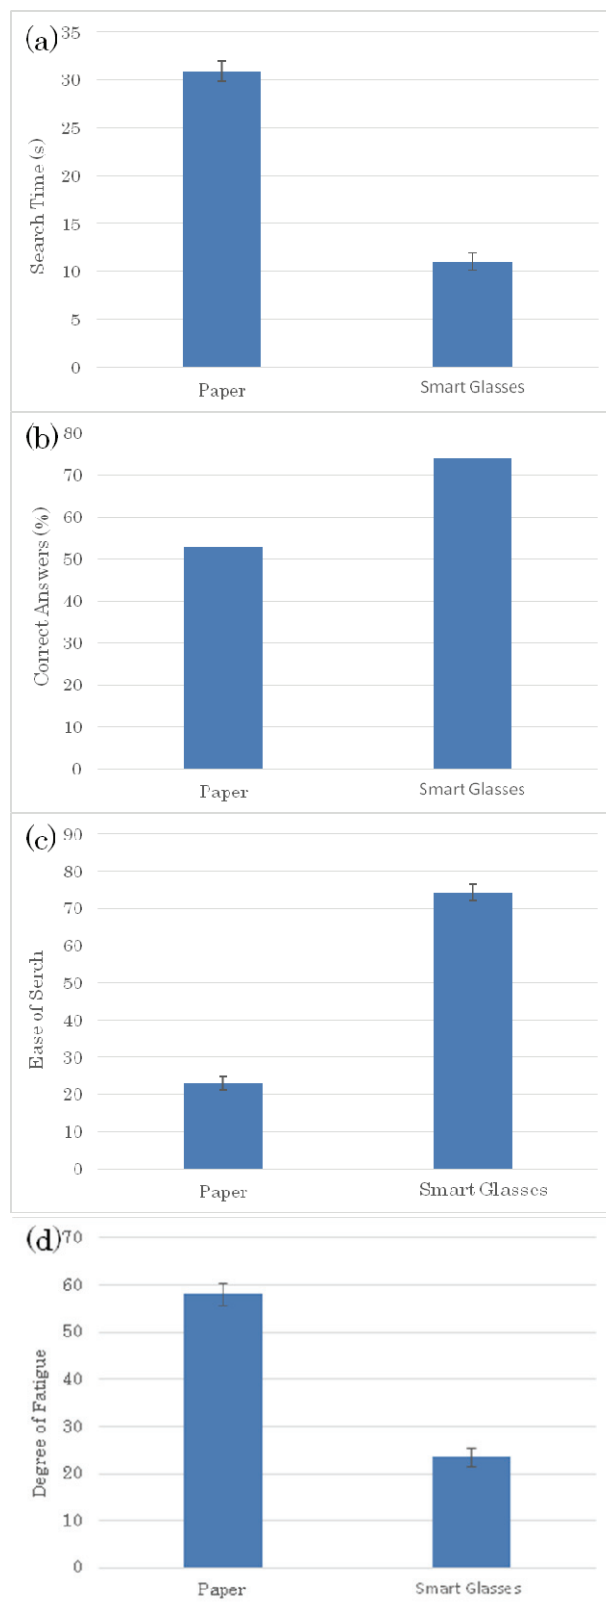 (a)
35
30
25
20
15
10
5
0
Search Time (s)
Paper
Smart Glasses
(b)
80
70
60
50
40
30
20
10
0
Correct Answers (%)
Paper
Smart Glasses
(c)
90
80
70
60
50
40
30
20
10
0
Ease of Serch
Paper
Smart Glasses
(d)
70
60
50
40
30
20
10
0
Degree of Fatigue
Paper
Smart Glasses